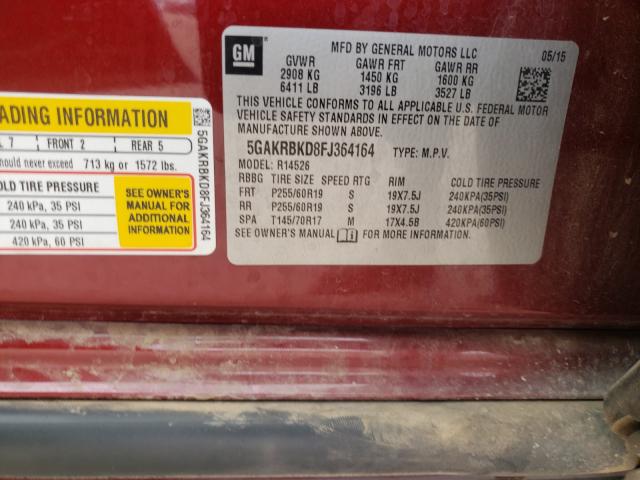 GM
MFD BY GENERAL MOTORS LLC 05/15
GVWR GAWR FRT GAWR RR
2908 KG 1450 KG 1600 KG
6411 LB 3196 LB 3527 LB
THIS VEHICLE CONFORMS TO ALL APPLICABLE U.S. FEDERAL MOTOR
VEHICLE SAFETY STANDARDS IN EFFECT ON THE DATE OF
MANUFACTURE SHOWN ABOVE.
5GAKRBKD8FJ364164 TYPE: M.P.V.
MODEL: R14526
RBBG TIRE SIZE SPEED RTG RIM COLD TIRE PRESSURE
FRT P255/60R19 S 19X7.5J 240KPA(35PSI)
RR P255/60R19 S 19X7.5J 240KPA(35PSI)
SPA T145/70R17 M 17X4.5B 420KPA(60PSI)
SEE OWNER'S MANUAL FOR MORE INFORMATION.
ADING INFORMATION
7 FRONT 2 REAR 5
hould never exceed 713 kg or 1572 lbs.
COLD TIRE PRESSURE
240 kPa, 35 PSI
240 kPa, 35 PSI
420 kPa, 60 PSI
SEE OWNER'S
MANUAL FOR
ADDITIONAL
INFORMATION
5GAKRBKD8FJ364164